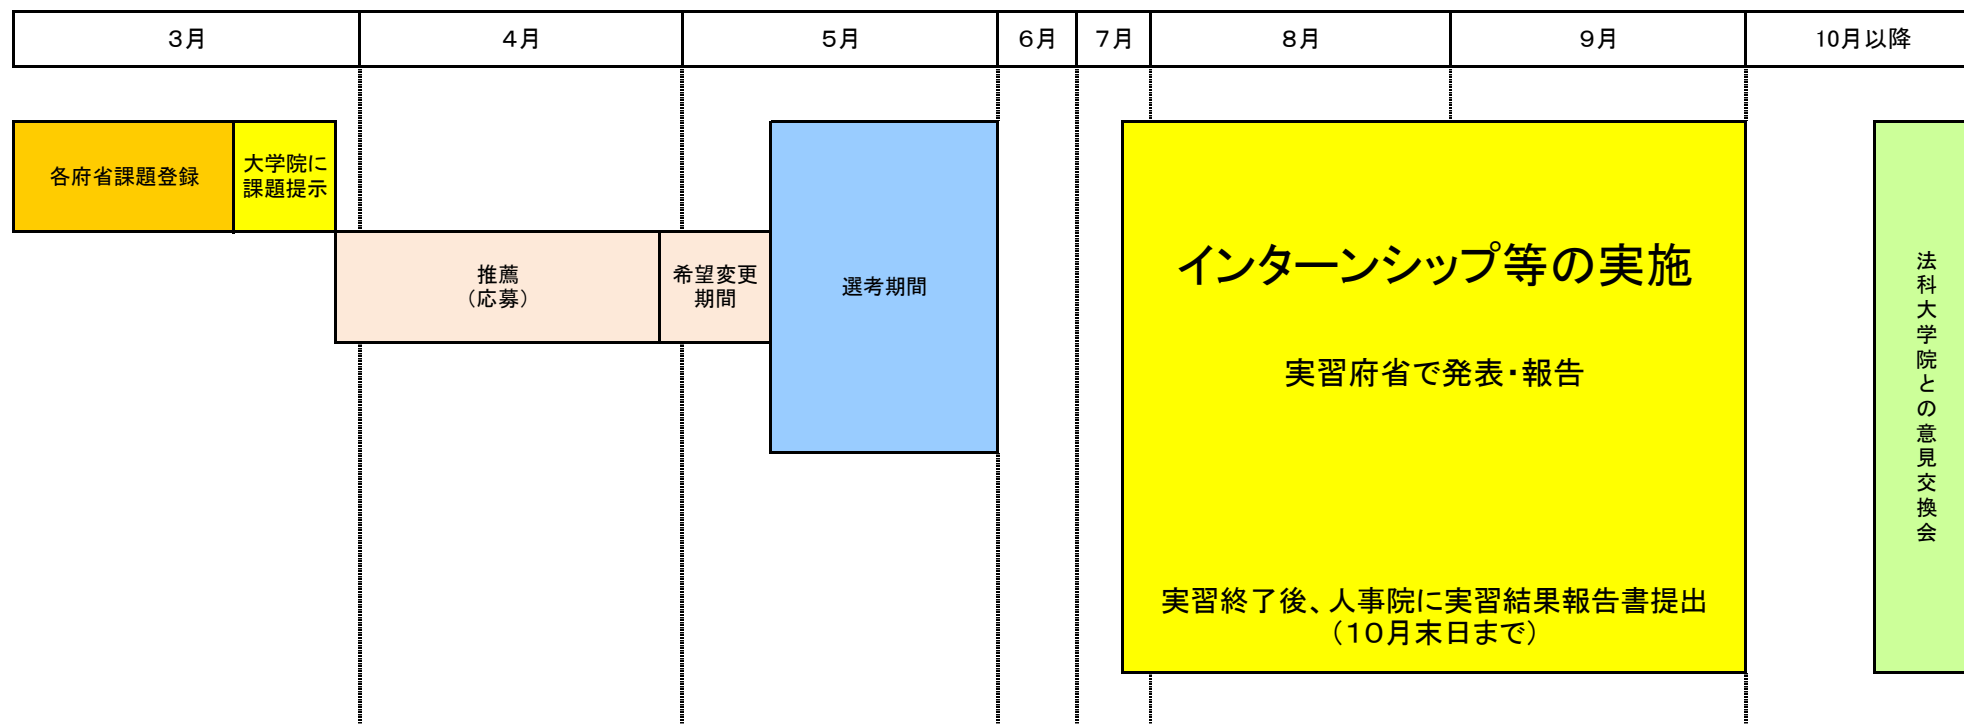 ３月
４月
５月
６月
７月
８月
９月
10月以降
各府省課題登録
大学院に
課題提示
推薦
（応募）
希望変更
期間
選考期間
インターンシップ等の実施
実習府省で発表・報告
実習終了後、人事院に実習結果報告書提出
（１０月末日まで）
法科大学院との意見交換会